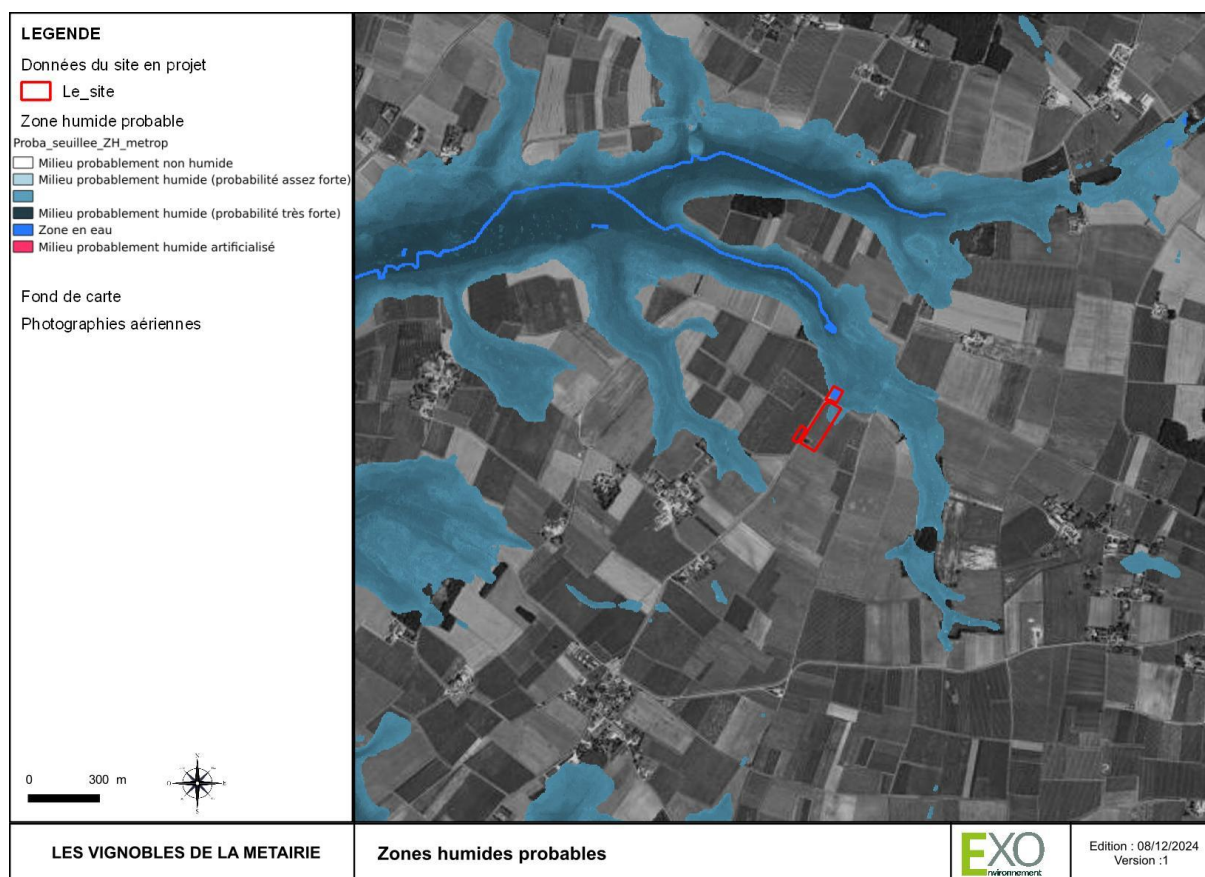 LEGENDE
Données du site en projet
Le_site
Zone humide probable
Proba_seuillee_ZH_metrop
Milieu probablement non humide
Milieu probablement humide (probabilité assez forte)
Milieu probablement humide (probabilité très forte)
Zone en eau
Milieu probablement humide artificialisé
Fond de carte
Photographies aériennes
0 300 m
N
S
LES VIGNOBLES DE LA METAIRIE
Zones humides probables
EXO
nvironnement
Edition : 08/12/2024
Version :1